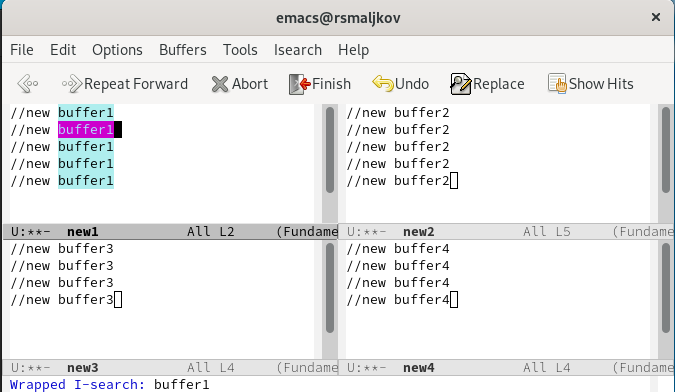 emacs@rsmaljkov
File Edit Options Buffers Tools Isearch Help
Repeat Forward Abort Finish Undo Replace Show Hits
//new buffer1
//new buffer1
//new buffer1
//new buffer1
//new buffer1
U:**- new1 All L2 (Fundame
//new buffer2
//new buffer2
//new buffer2
//new buffer2
//new buffer2
U:**- new2 All L5 (Fundame
//new buffer3
//new buffer3
//new buffer3
//new buffer3
U:**- new3 All L4 (Fundame
//new buffer4
//new buffer4
//new buffer4
//new buffer4
U:**- new4 All L4 (Fundame
Wrapped I-search: buffer1